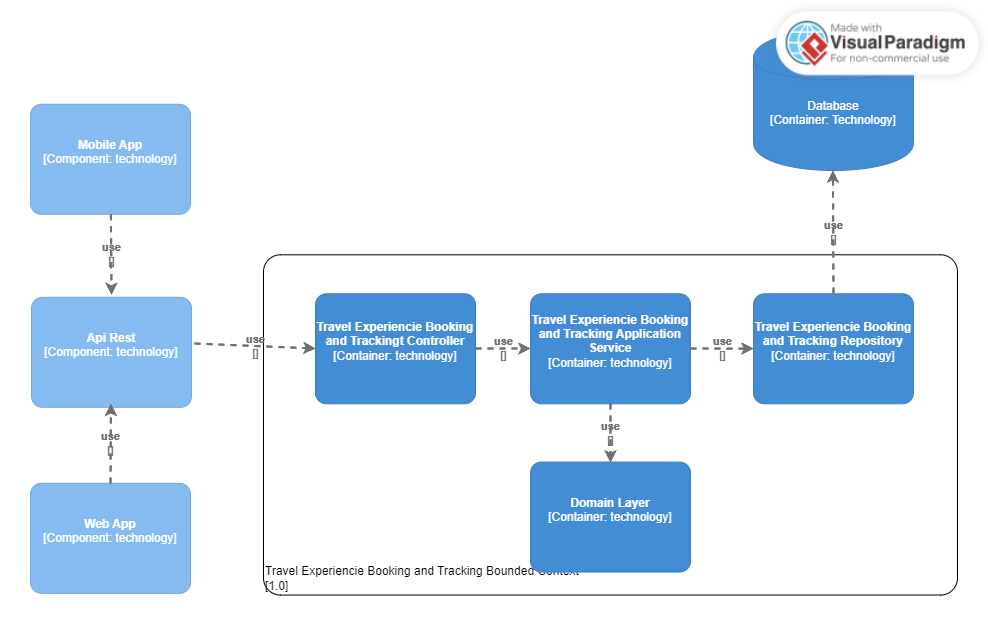 Made with
VisualParadigm
For non-commercial use
Database
[Container: Technology]
Mobile App
[Component: technology]
use
[]
use
[]
Api Rest
[Component: technology]
use
[]
Travel Experiencie Booking
and Trackingt Controller
[Container: technology]
use
[]
Travel Experiencie Booking
and Tracking Application
Service
[Container: technology]
use
[]
Travel Experiencie Booking
and Tracking Repository
[Container: technology]
use
[]
use
[]
Web App
[Component: technology]
Domain Layer
[Container: technology]
Travel Experiencie Booking and Tracking Bounded Context
[1.0]